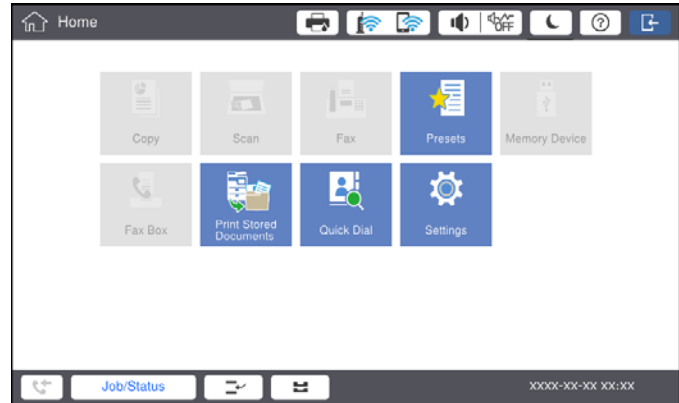 Home
OFF
?
Copy
Scan
Fax
Presets
Memory Device
Fax Box
Print Stored
Documents
Quick Dial
Settings
Job/Status
XXXX-XX-XX XX:XX